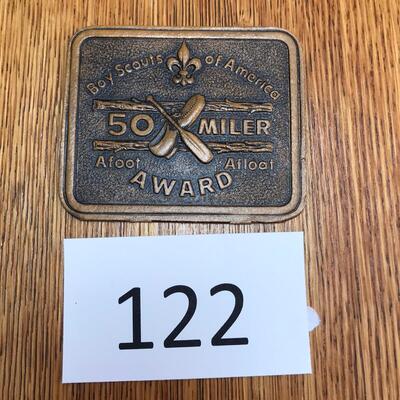 Boy Scouts of America
50 MILER
Afoot Afloat
AWARD
122